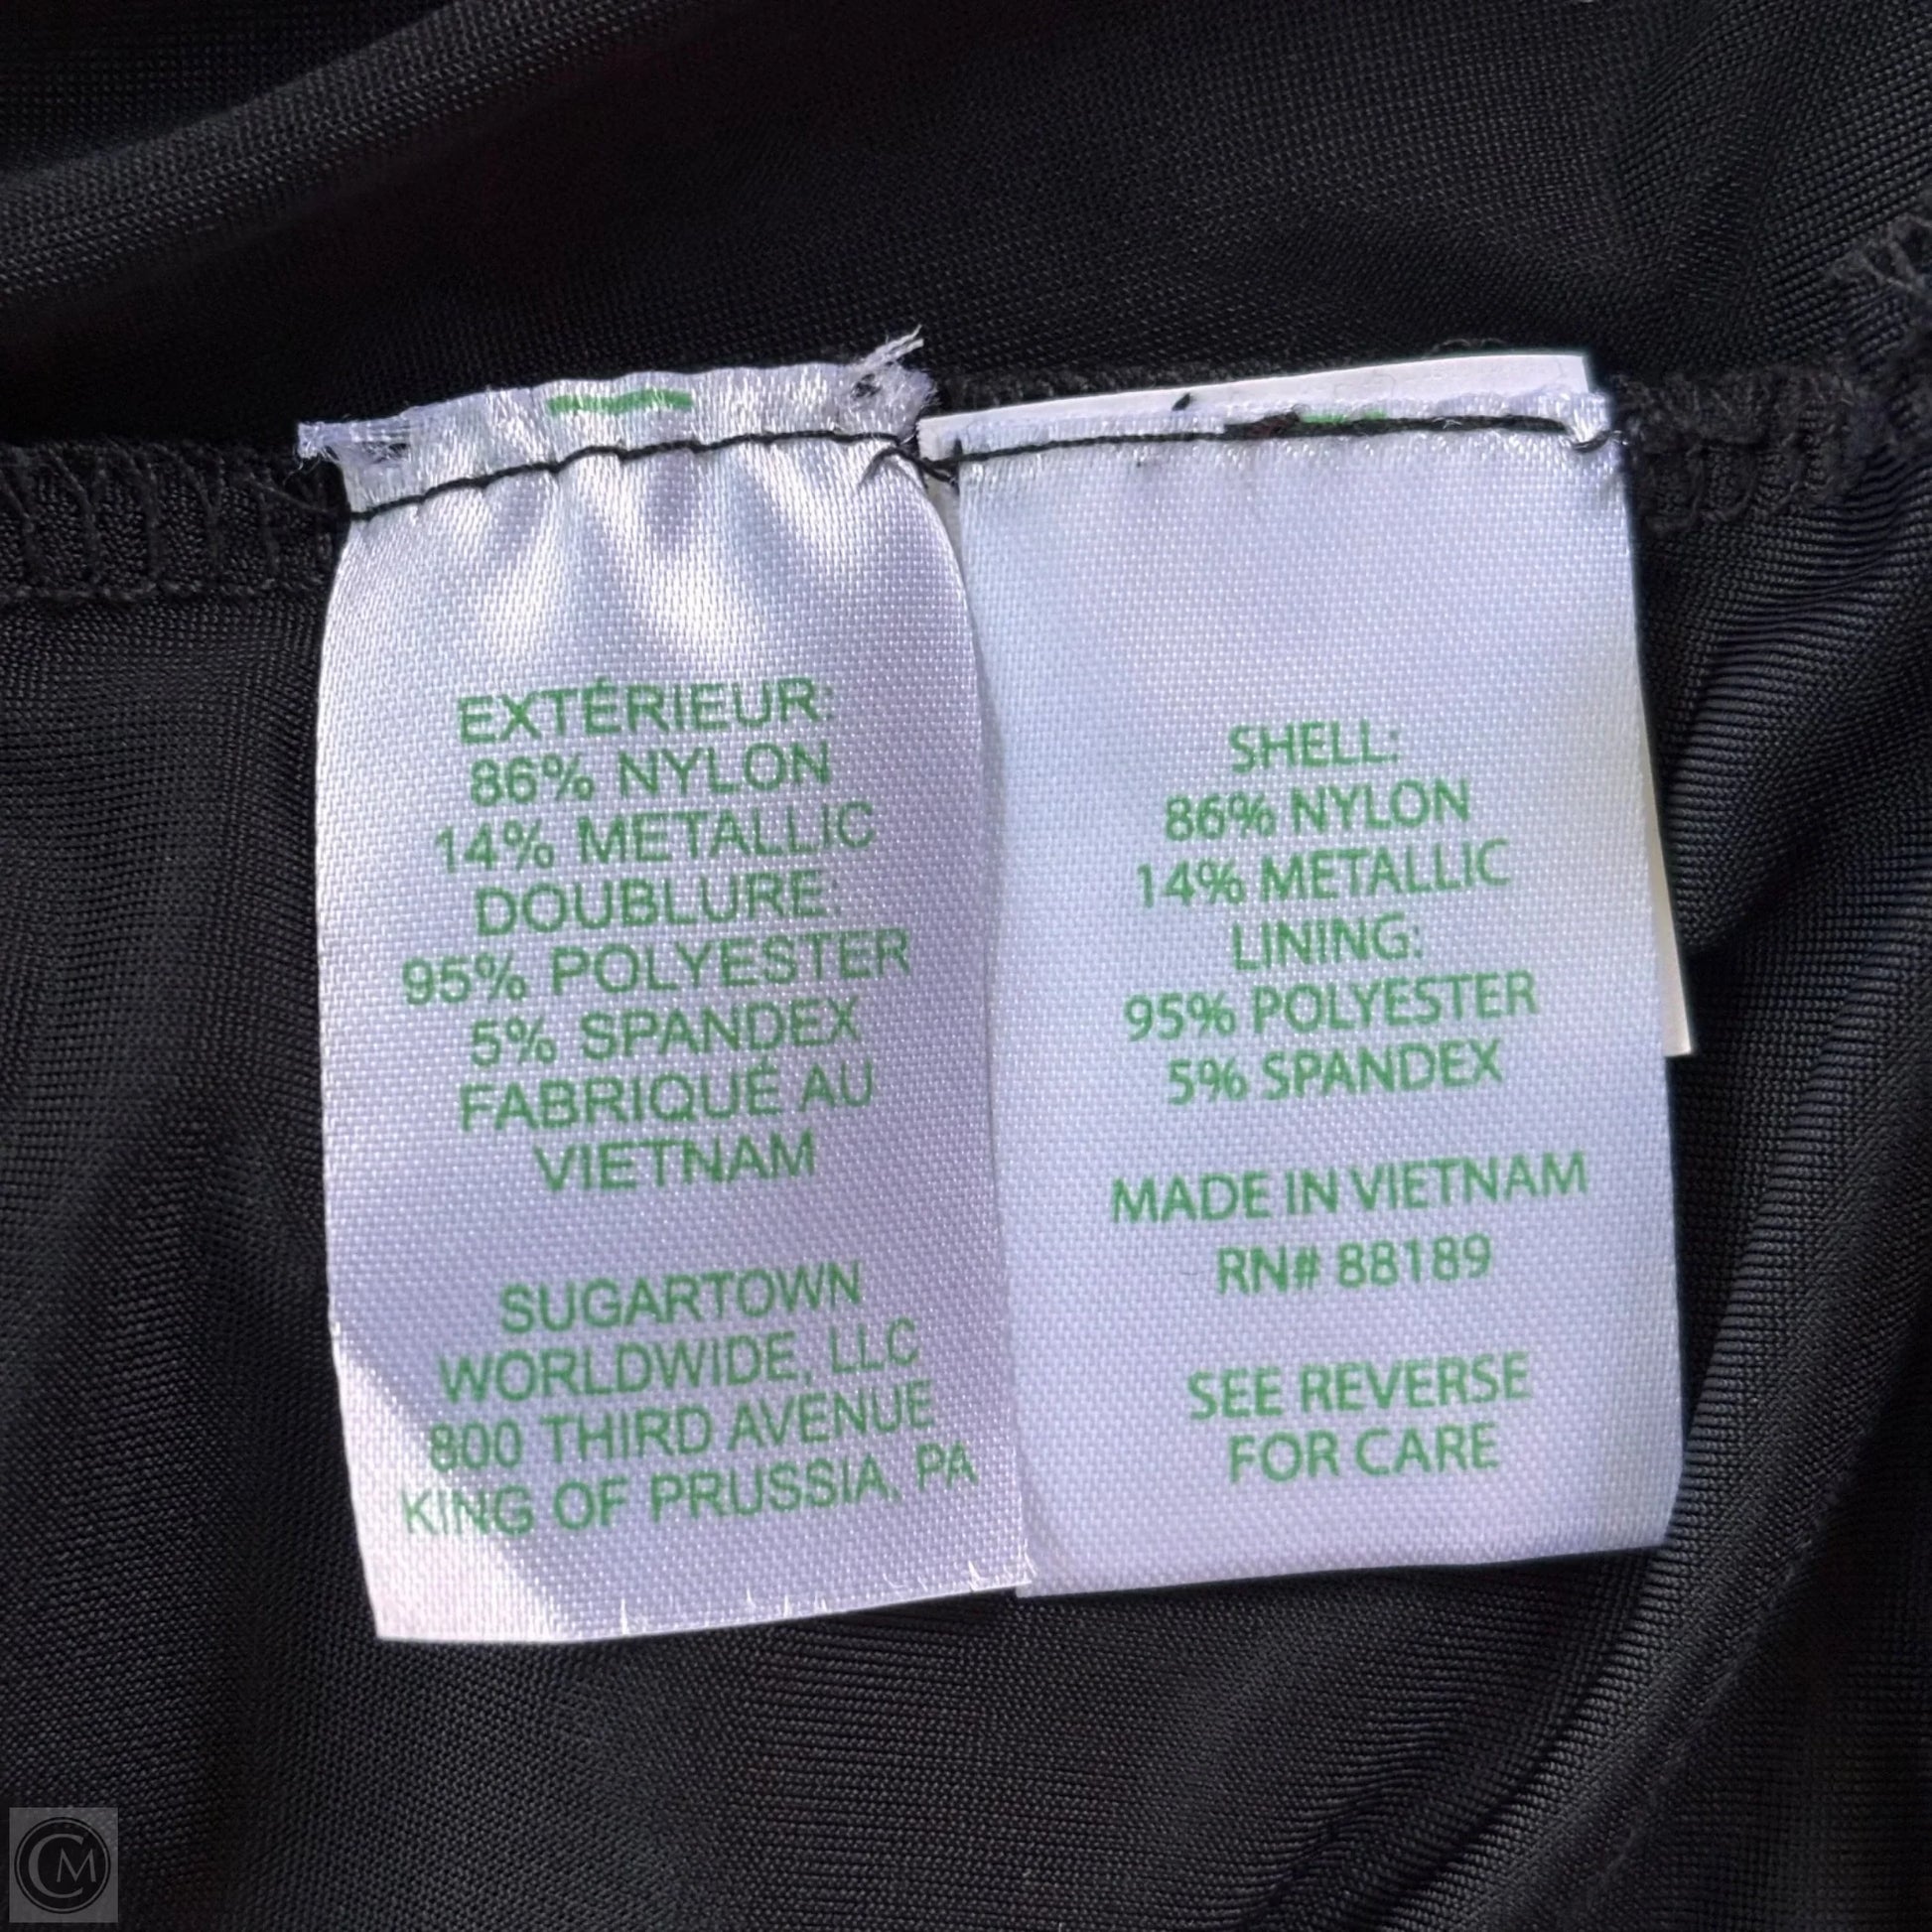 EXTÉRIEUR:
86% NYLON
14% METALLIC
DOUBLURE:
95% POLYESTER
5% SPANDEX
FABRIQUÉ AU
VIETNAM
SUGARTOWN
WORLDWIDE, LLC
800 THIRD AVENUE
KING OF PRUSSIA, PA
SHELL:
86% NYLON
14% METALLIC
LINING:
95% POLYESTER
5% SPANDEX
MADE IN VIETNAM
RN# 88189
SEE REVERSE
FOR CARE
CM